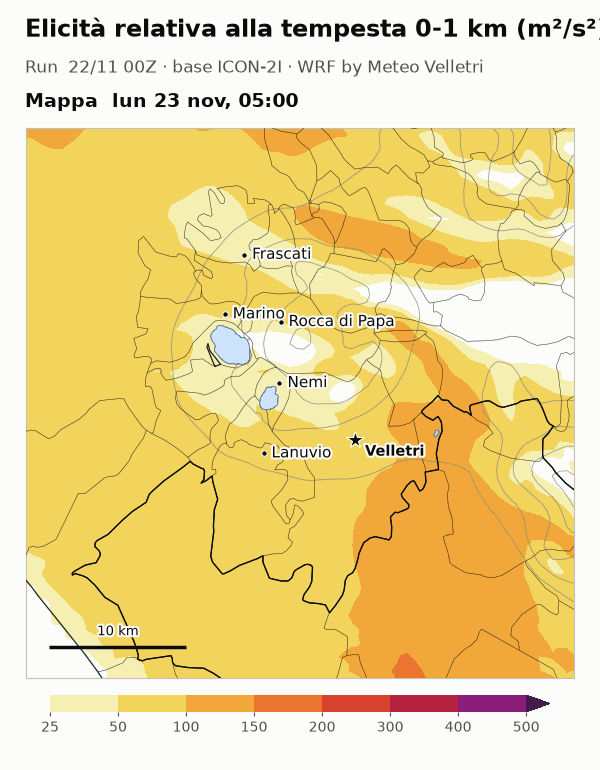 Elicità relativa alla tempesta 0-1 km (m²/s²)
Run 22/11 00Z · base ICON-2I · WRF by Meteo Velletri
Mappa lun 23 nov, 05:00
Frascati
Marino
Rocca di Papa
Nemi
Velletri
Lanuvio
10 km
25 50 100 150 200 300 400 500